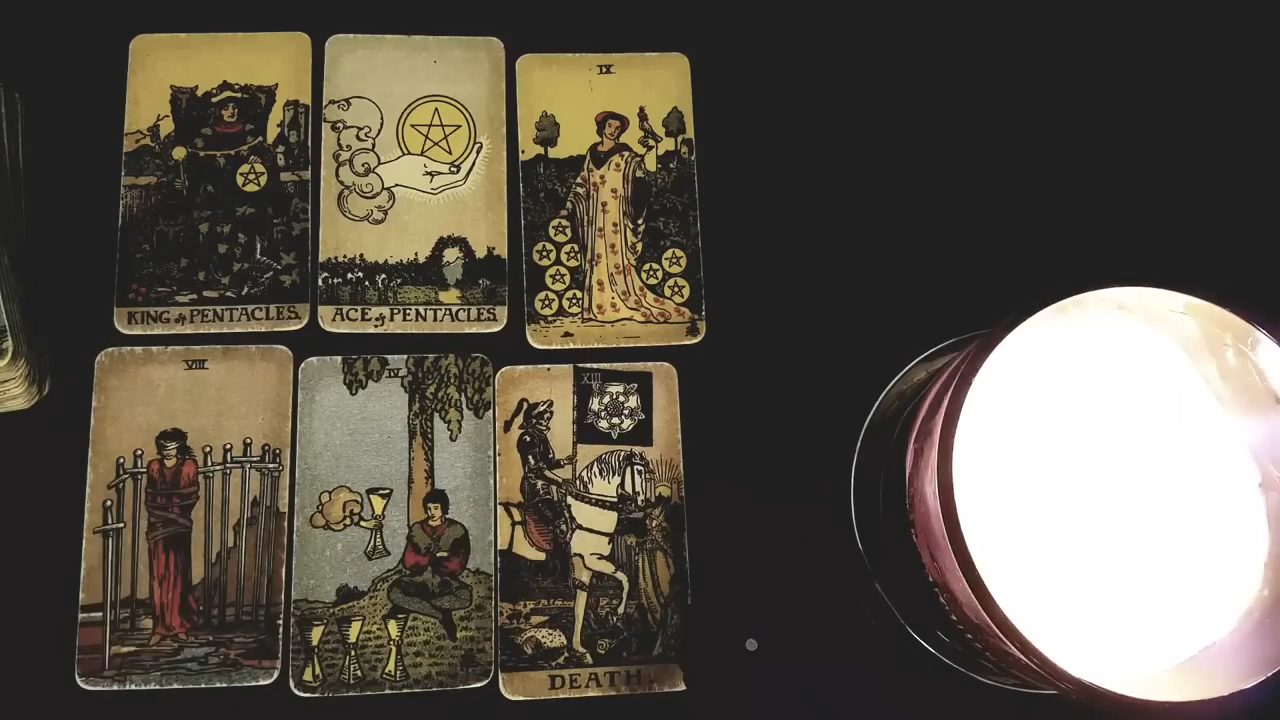 KING of PENTACLES.
ACE of PENTACLES.
IX
VIII
IV
XIII
DEATH.